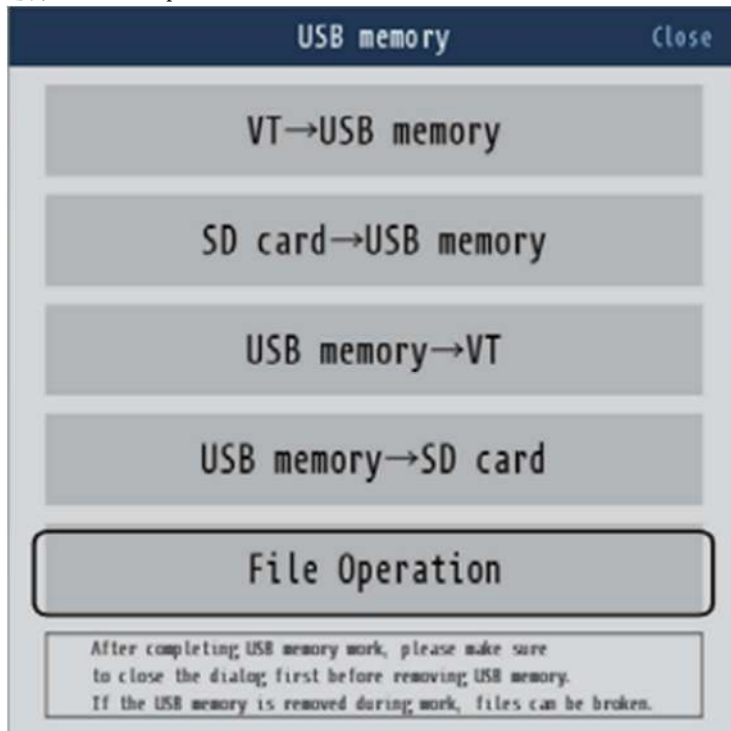 USB memory Close
VT→USB memory
SD card→USB memory
USB memory→VT
USB memory→SD card
File Operation
After completing USB memory work, please make sure
to close the dialog first before removing USB memory.
If the USB memory is removed during work, files can be broken.